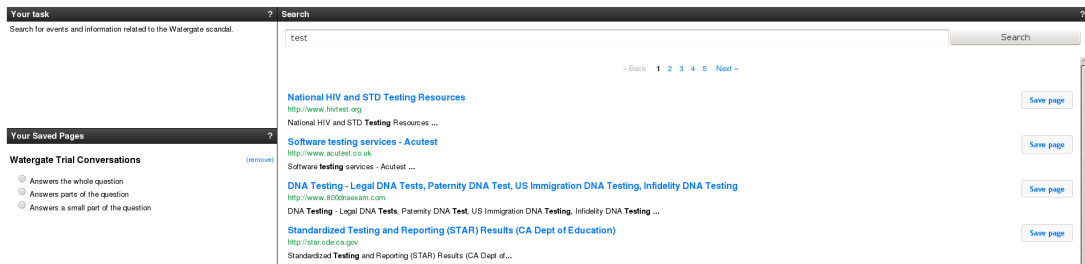 Your task ?
Search for events and information related to the Watergate scandal.
Your Saved Pages ?
Watergate Trial Conversations (remove)
Answers the whole question
Answers parts of the question
Answers a small part of the question
Search ?
test Search
« Back 1 2 3 4 5 Next »
National HIV and STD Testing Resources Save page
http://www.hivtest.org
National HIV and STD Testing Resources ...
Software testing services - Acutest Save page
http://www.acutest.co.uk
Software testing services - Acutest ...
DNA Testing - Legal DNA Tests, Paternity DNA Test, US Immigration DNA Testing, Infidelity DNA Testing Save page
http://www.800dnaexam.com
DNA Testing - Legal DNA Tests, Paternity DNA Test, US Immigration DNA Testing, Infidelity DNA Testing ...
Standardized Testing and Reporting (STAR) Results (CA Dept of Education) Save page
http://star.cde.ca.gov
Standardized Testing and Reporting (STAR) Results (CA Dept of...